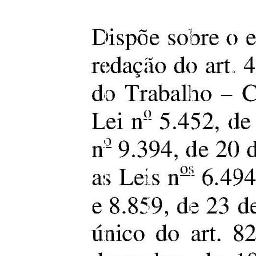 Dispõe sobre o e
redação do art. 4
do Trabalho – C
Lei nº 5.452, de
nº 9.394, de 20 d
as Leis nºs 6.494
e 8.859, de 23 de
único do art. 82